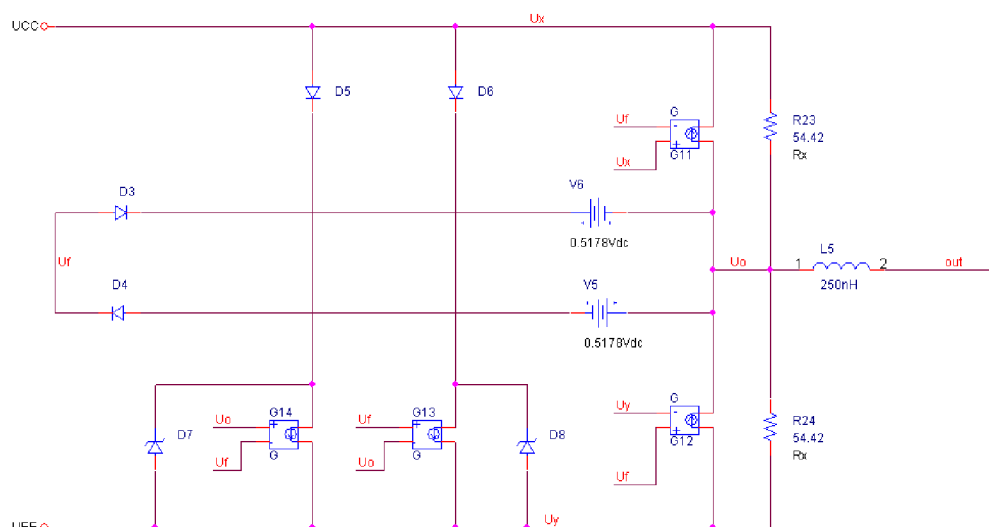 UCC
Ux
D5
D6
G
Uf
Ux
G11
R23
54.42
Rx
D3
V6
0.5178Vdc
Uf
Uo
L5
1
2
out
250nH
D4
V5
0.5178Vdc
G14
G13
Uo
Uf
Uf
Uo
G
G
D7
D8
Uy
Uf
G
G12
R24
54.42
Rx
UEE
Uy